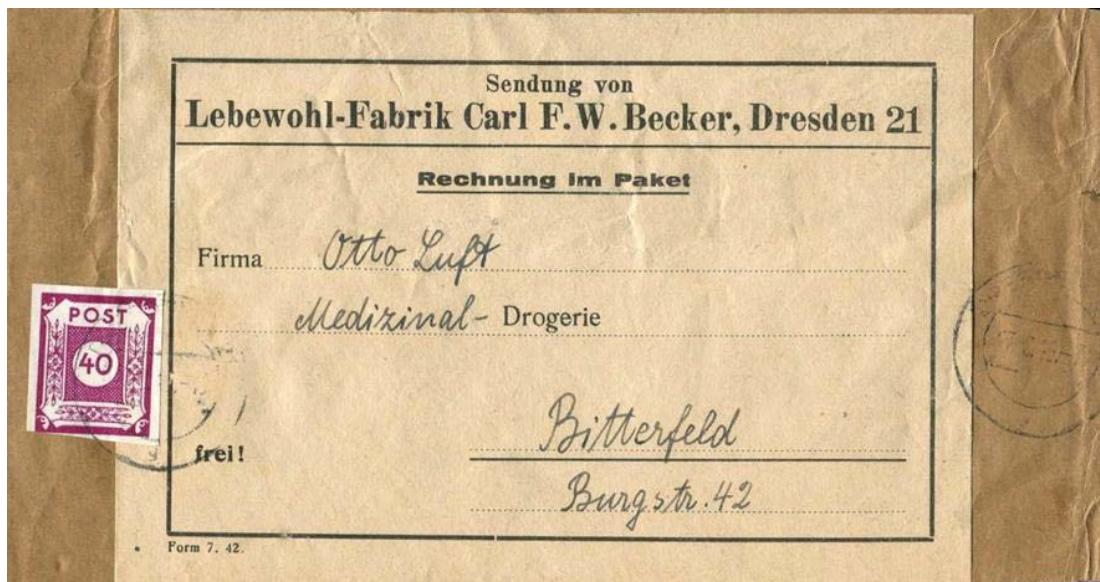 Sendung von
Lebewohl-Fabrik Carl F. W. Becker, Dresden 21
Rechnung im Paket
Firma Otto Luft
Medizinal- Drogerie
POST
40
Bitterfeld
frei!
Burgstr. 42
Form 7. 42.